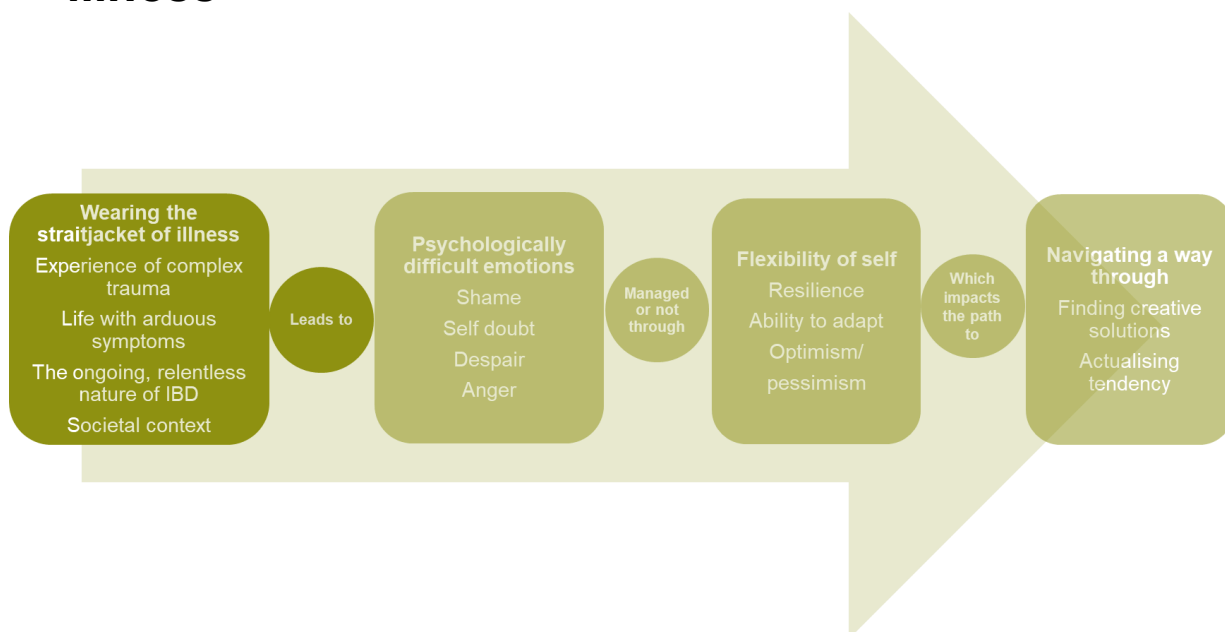 Wearing the
straitjacket of illness
Experience of complex
trauma
Life with arduous
symptoms
The ongoing, relentless
nature of IBD
Societal context
Leads to
Psychologically
difficult emotions
Shame
Self doubt
Despair
Anger
Managed
or not
through
Flexibility of self
Resilience
Ability to adapt
Optimism/
pessimism
Which
impacts
the path
to
Navigating a way
through
Finding creative
solutions
Actualising
tendency